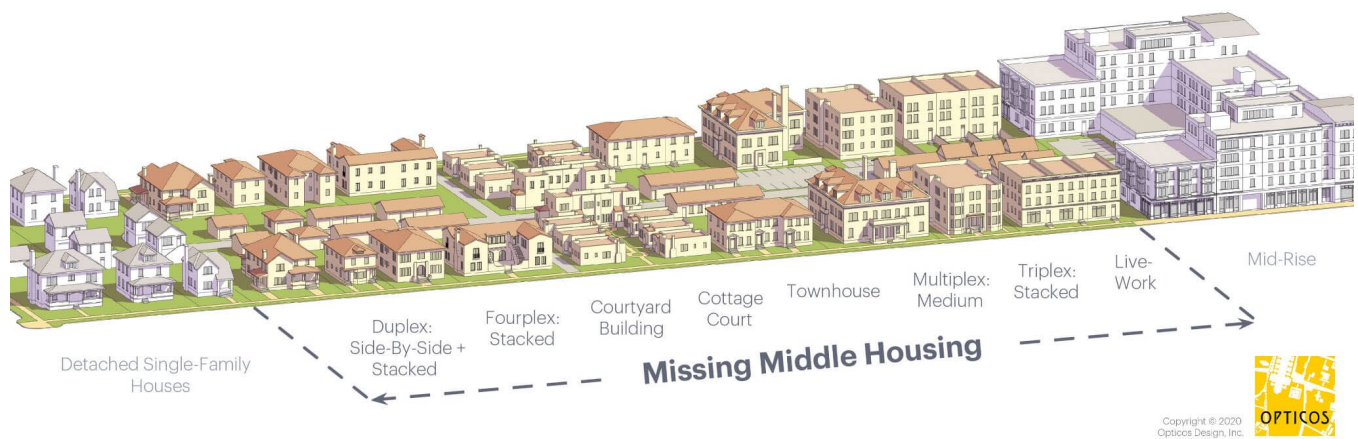 Detached Single-Family
Houses
Duplex:
Side-By-Side +
Stacked
Fourplex:
Stacked
Courtyard
Building
Cottage
Court
Townhouse
Multiplex:
Medium
Triplex:
Stacked
Live-
Work
Mid-Rise
Missing Middle Housing
Copyright © 2020
Opticos Design, Inc.
OPTICOS